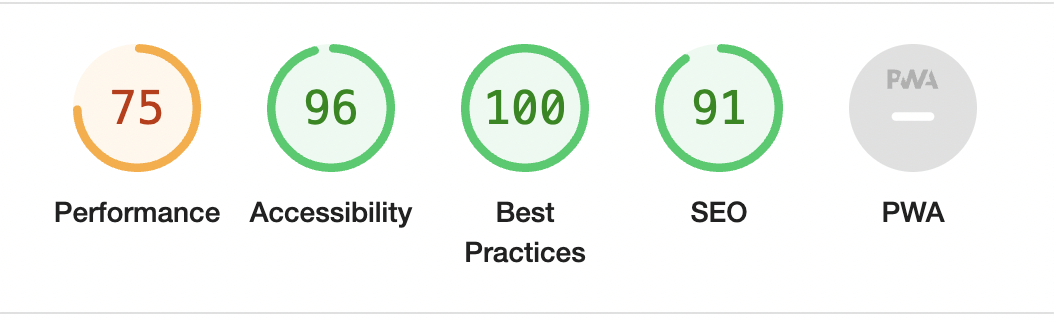 75
96
100
91
PWA
Performance
Accessibility
Best
Practices
SEO
PWA